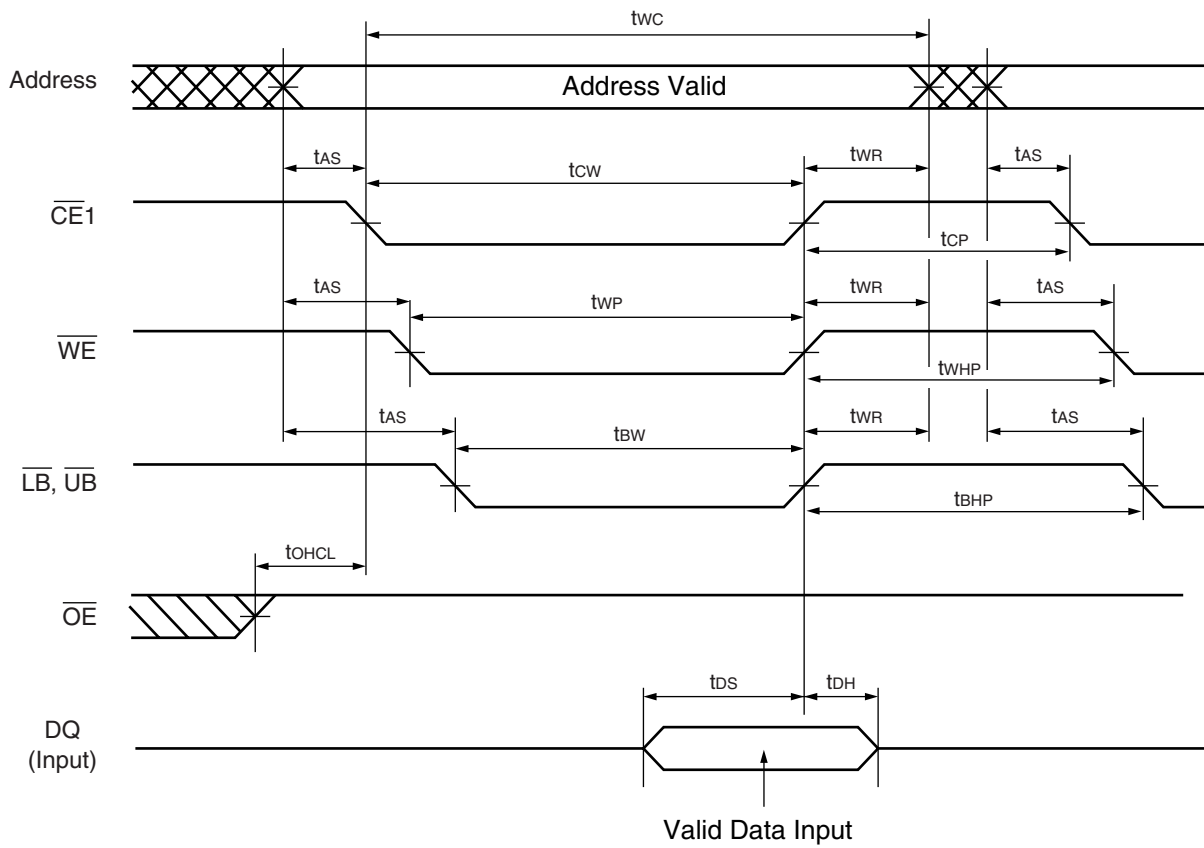 tWC
Address
Address Valid
tAS
tCW
tWR
tAS
CE1
tCP
tAS
tWP
tWR
tAS
WE
tWHP
tAS
tBW
tWR
tAS
LB, UB
tBHP
tOHCL
OE
tDS
tDH
DQ
(Input)
Valid Data Input